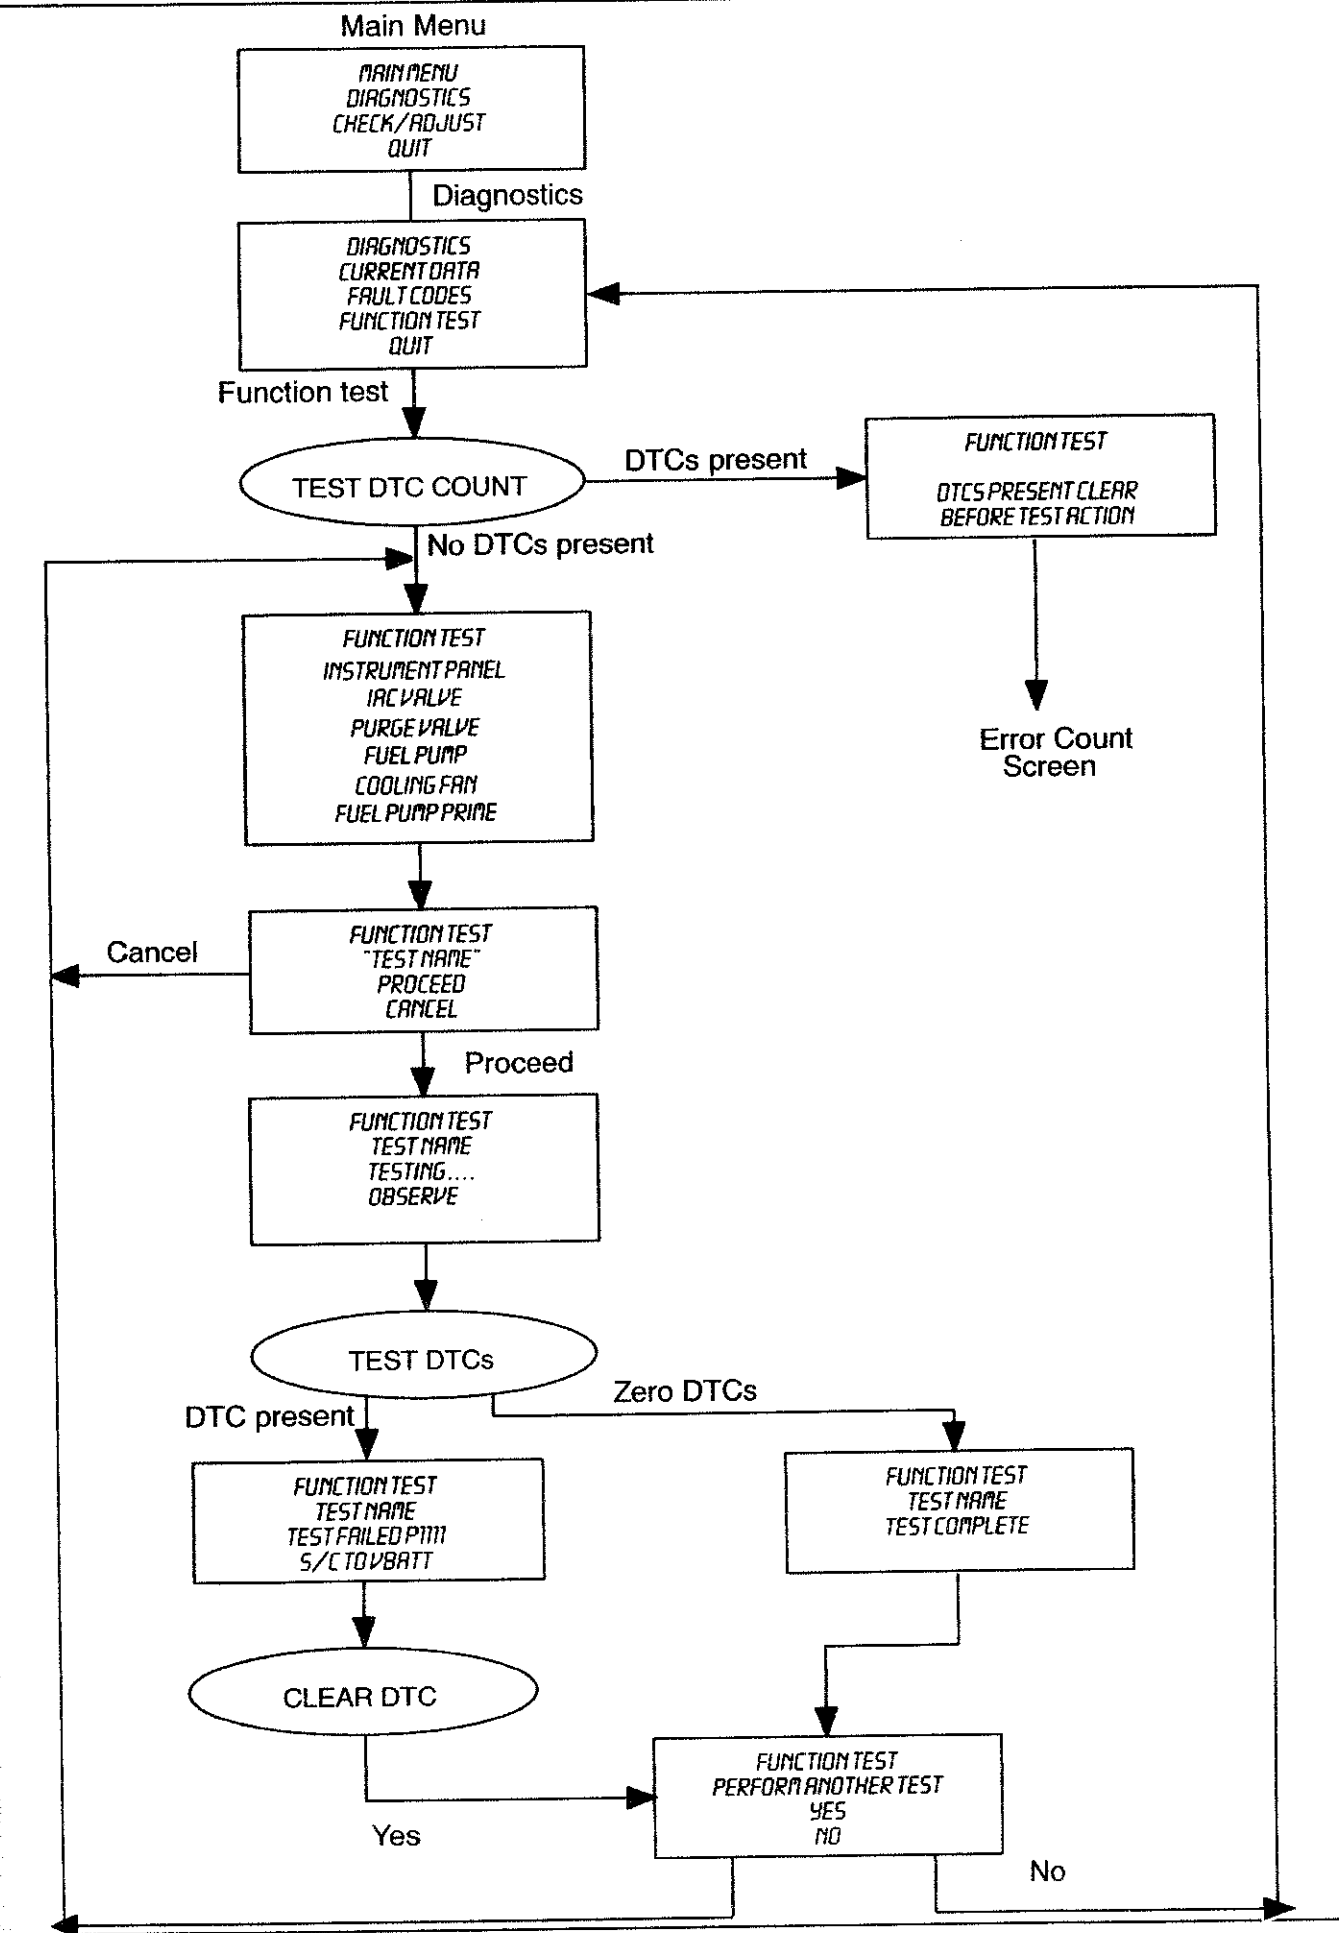 Main Menu
MAIN MENU
DIAGNOSTICS
CHECK/ADJUST
QUIT
Diagnostics
DIAGNOSTICS
CURRENT DATA
FAULT CODES
FUNCTION TEST
QUIT
Function test
TEST DTC COUNT
DTCs present
FUNCTION TEST
DTCS PRESENT CLEAR
BEFORE TEST ACTION
No DTCs present
Error Count
Screen
FUNCTION TEST
INSTRUMENT PANEL
IAC VALVE
PURGE VALVE
FUEL PUMP
COOLING FAN
FUEL PUMP PRIME
Cancel
FUNCTION TEST
"TEST NAME"
PROCEED
CANCEL
Proceed
FUNCTION TEST
TEST NAME
TESTING....
OBSERVE
TEST DTCs
DTC present
Zero DTCs
FUNCTION TEST
TEST NAME
TEST FAILED P1111
S/C TO VBATT
FUNCTION TEST
TEST NAME
TEST COMPLETE
CLEAR DTC
FUNCTION TEST
PERFORM ANOTHER TEST
YES
NO
Yes
No